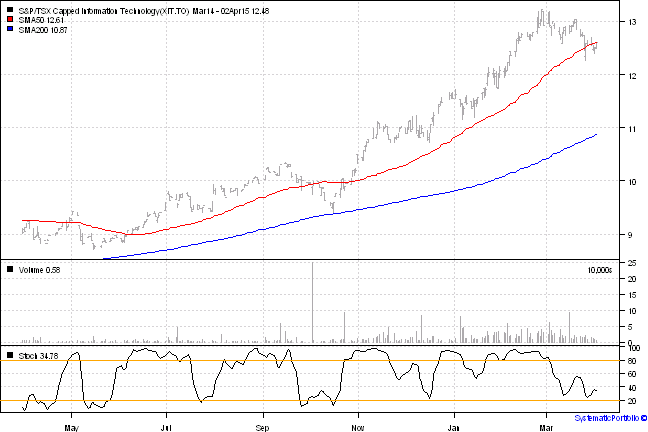 S&P/TSX Capped Information Technology(XIT.TO) Mar14 - 02Apr15 12.48
SMA50 12.61
SMA200 10.87
13
12
11
10
9
Volume 0.58
10,000s
25
20
15
10
5
0
Stoch 34.78
100
80
60
40
20
May
Jul
Sep
Nov
Jan
Mar
SystematicPortfolio ©